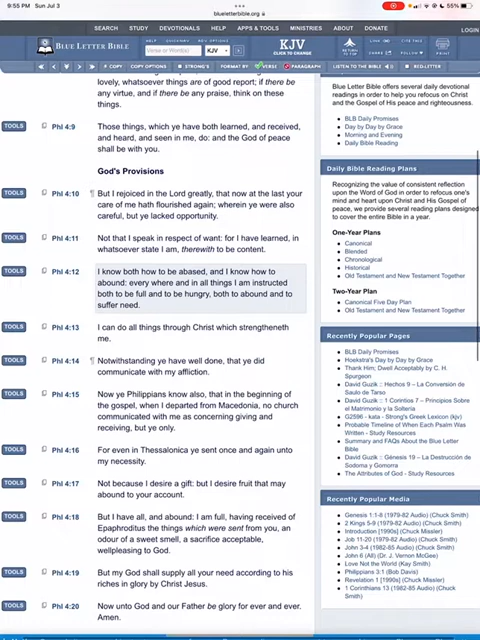 9:55 PM Sun Jul 3
55%
blueletterbible.org
SEARCH STUDY DEVOTIONALS HELP APPS & TOOLS MINISTRIES ABOUT DONATE LOGIN
BLUE LETTER BIBLE
Verse or Word(s)
KJV
KJV
CLICK TO CHANGE
RETURN TO TOP
LINK
CITE
SHARE
FOLLOW
PRINT
COPY COPY OPTIONS STRONG'S FORMAT BY VERSE PARAGRAPH LISTEN TO THE BIBLE RED-LETTER
lovely, whatsoever things are of good report; if there be
any virtue, and if there be any praise, think on these
things.
TOOLS Phl 4:9 Those things, which ye have both learned, and received,
and heard, and seen in me, do: and the God of peace
shall be with you.
God's Provisions
TOOLS Phl 4:10 ¶ But I rejoiced in the Lord greatly, that now at the last your
care of me hath flourished again; wherein ye were also
careful, but ye lacked opportunity.
TOOLS Phl 4:11 Not that I speak in respect of want: for I have learned, in
whatsoever state I am, therewith to be content.
TOOLS Phl 4:12 I know both how to be abased, and I know how to
abound: every where and in all things I am instructed
both to be full and to be hungry, both to abound and to
suffer need.
TOOLS Phl 4:13 I can do all things through Christ which strengtheneth
me.
TOOLS Phl 4:14 ¶ Notwithstanding ye have well done, that ye did
communicate with my affliction.
TOOLS Phl 4:15 Now ye Philippians know also, that in the beginning of
the gospel, when I departed from Macedonia, no church
communicated with me as concerning giving and
receiving, but ye only.
TOOLS Phl 4:16 For even in Thessalonica ye sent once and again unto
my necessity.
TOOLS Phl 4:17 Not because I desire a gift: but I desire fruit that may
abound to your account.
TOOLS Phl 4:18 But I have all, and abound: I am full, having received of
Epaphroditus the things which were sent from you, an
odour of a sweet smell, a sacrifice acceptable,
wellpleasing to God.
TOOLS Phl 4:19 But my God shall supply all your need according to his
riches in glory by Christ Jesus.
TOOLS Phl 4:20 Now unto God and our Father be glory for ever and ever.
Amen.
Blue Letter Bible offers several daily devotional
readings in order to help you refocus on Christ
and the Gospel of His peace and righteousness.
BLB Daily Promises
Day by Day by Grace
Morning and Evening
Daily Bible Reading
Daily Bible Reading Plans
Recognizing the value of consistent reflection
upon the Word of God in order to refocus one's
mind and heart upon Christ and His Gospel of
peace, we provide several reading plans designed
to cover the entire Bible in a year.
One-Year Plans
Canonical
Blended
Chronological
Historical
Old Testament and New Testament Together
Two-Year Plan
Canonical Five Day Plan
Old Testament and New Testament Together
Recently Popular Pages
BLB Daily Promises
Hoekstra's Day by Day by Grace
Thank Him; Dwell Acceptably by C. H.
Spurgeon
David Guzik :: Hechos 9 – La Conversión de
Saulo de Tarso
David Guzik :: 1 Corintios 7 – Principios Sobre
el Matrimonio y la Soltería
G2596 - kata - Strong's Greek Lexicon (kjv)
Probable Timeline of When Each Psalm Was
Written - Study Resources
Summary and FAQs About the Blue Letter
Bible
David Guzik :: Génesis 19 – La Destrucción de
Sodoma y Gomorra
The Attributes of God - Study Resources
Recently Popular Media
Genesis 1:1-8 (1979-82 Audio) (Chuck Smith)
2 Kings 5-9 (1979-82 Audio) (Chuck Smith)
Introduction [1990s] (Chuck Missler)
Job 11-20 (1979-82 Audio) (Chuck Smith)
John 3-4 (1982-85 Audio) (Chuck Smith)
John 6 (All) (Dr. J. Vernon McGee)
Love Not the World (Kay Smith)
Philippians 3:1 (Bob Davis)
Revelation 1 [1990s] (Chuck Missler)
1 Corinthians 13 (1982-85 Audio) (Chuck
Smith)